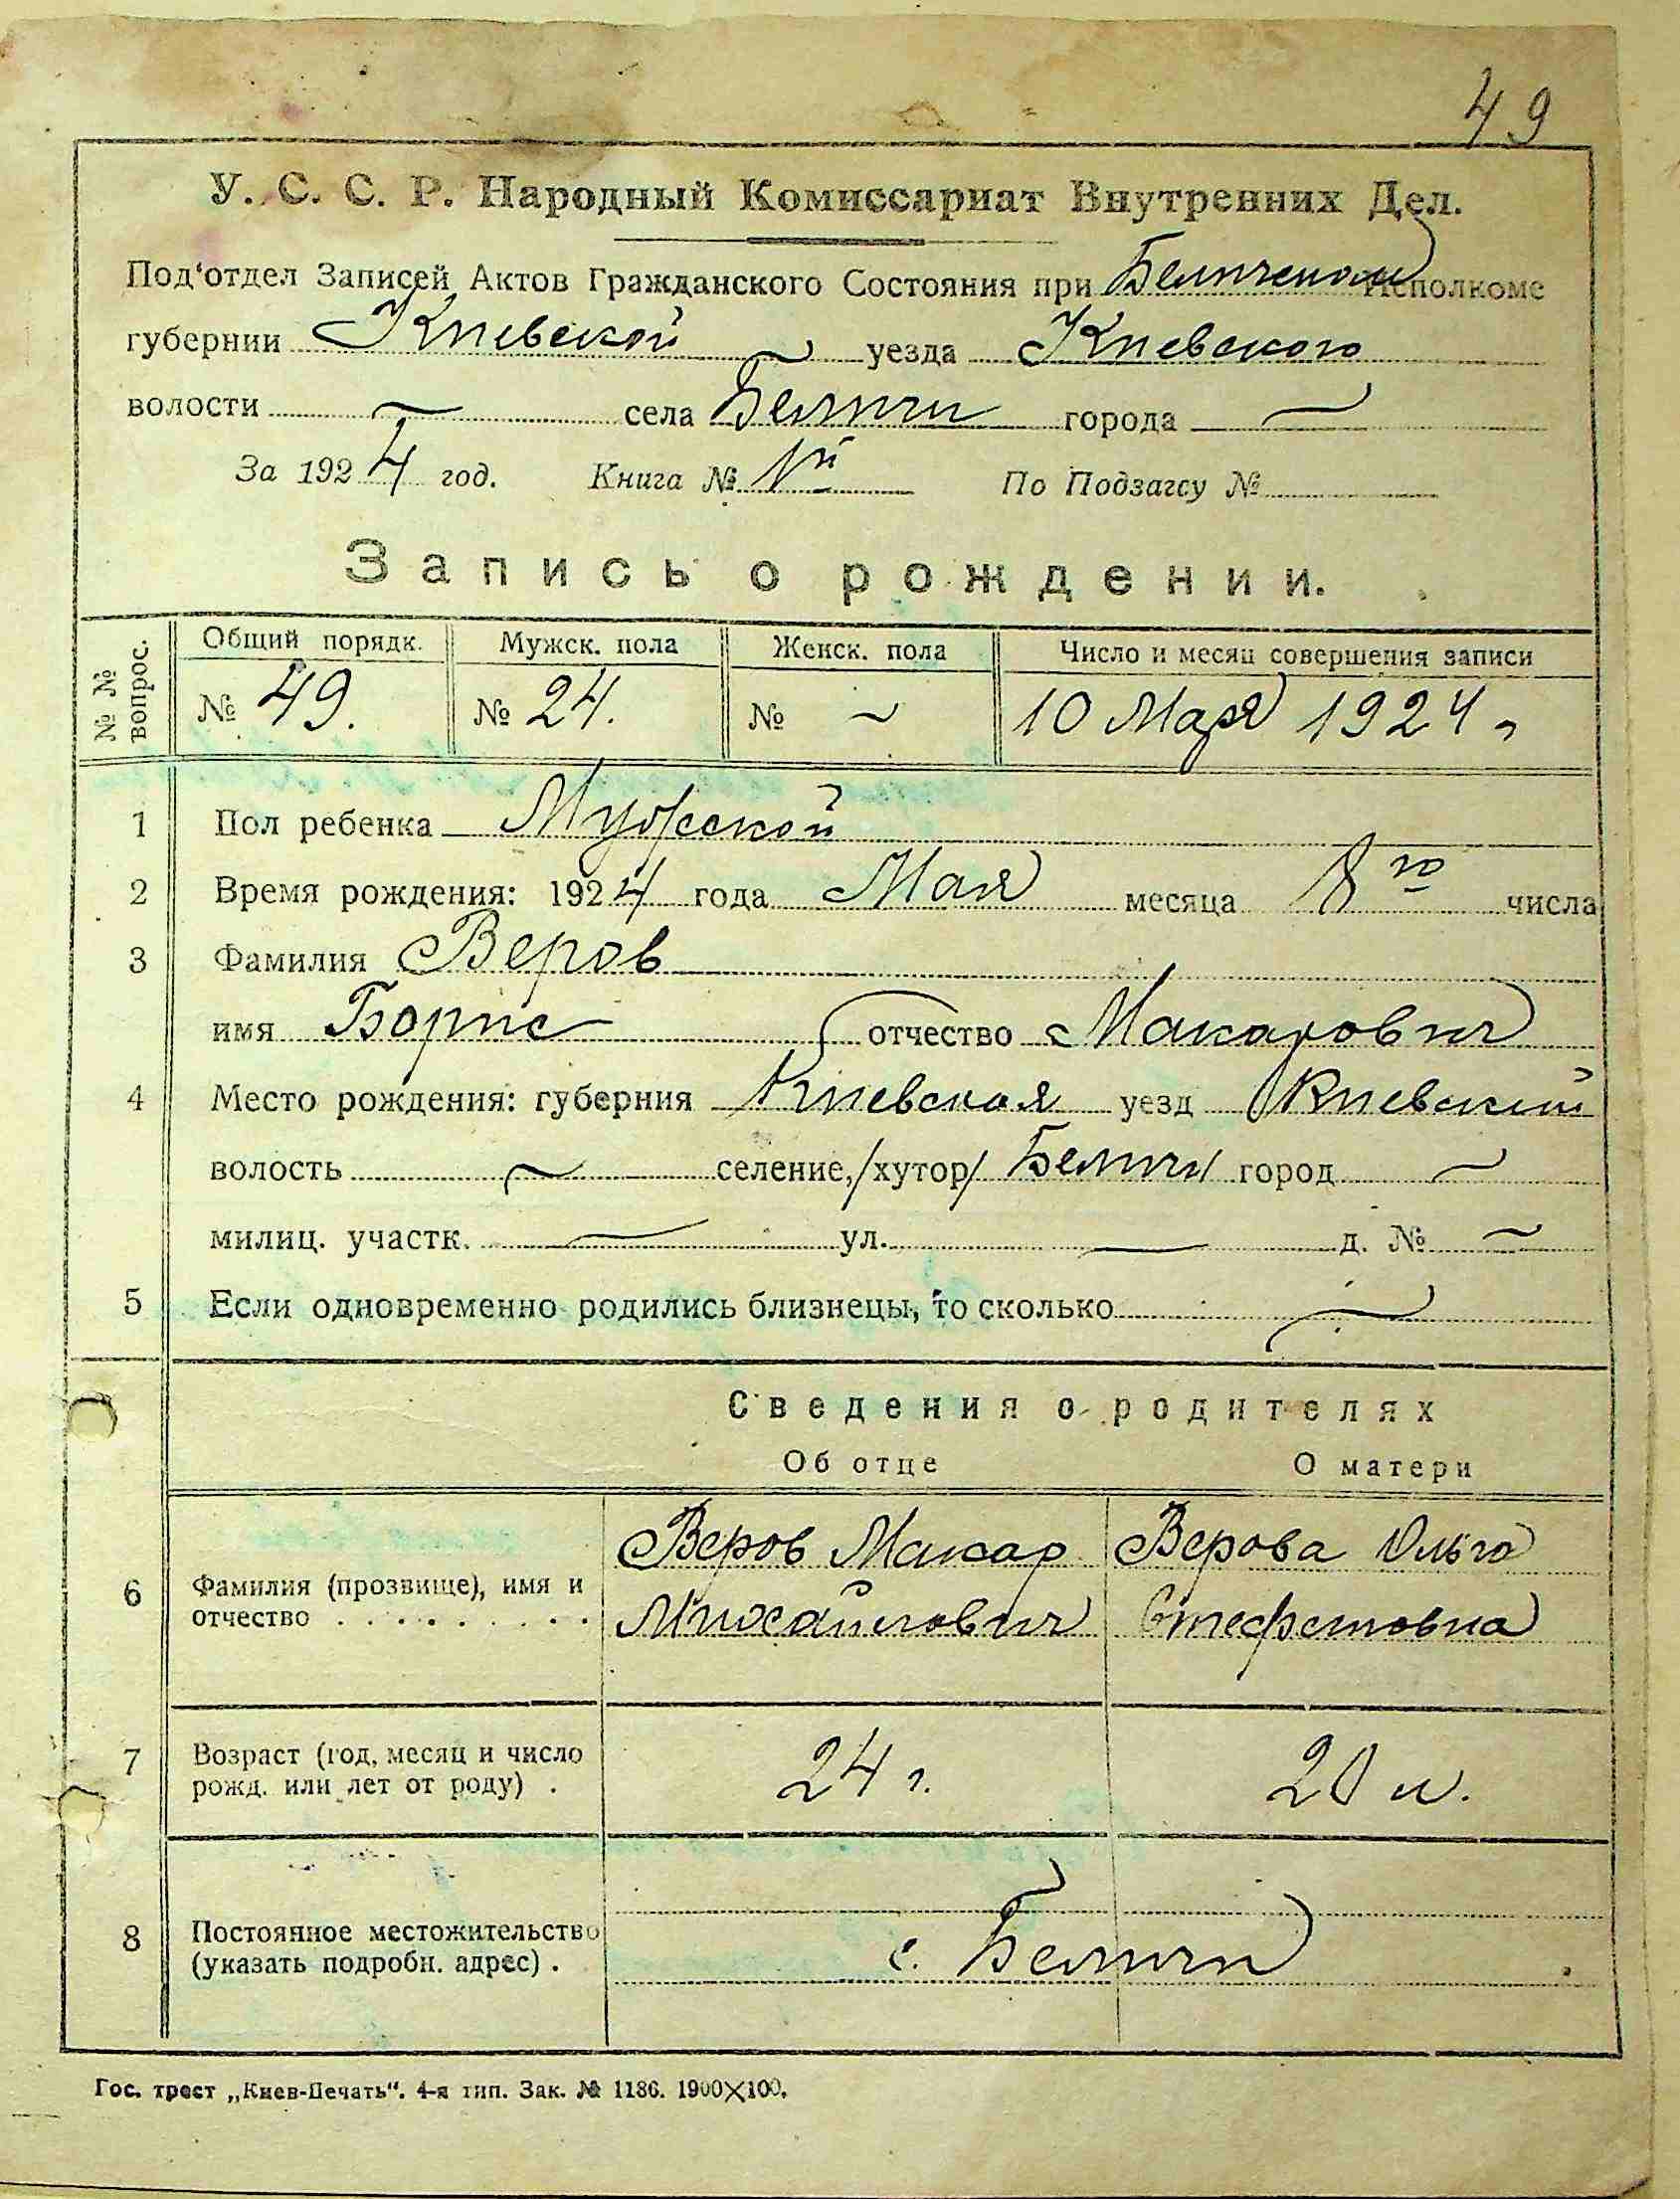 49
У. С. С. Р. Народный Комиссариат Внутренних Дел.
Под‘отдел Записей Актов Гражданского Состояния при Беличском Исполкоме
губернии Киевской уезда Киевского
волости — села Беличи города —
За 1924 год. Книга № 1й По Подзагсу №
Запись о рождении.
№ № вопрос.
Общий порядк. Мужск. пола Женск. пола Число и месяц совершения записи
№ 49. № 24. № — 10 Мая 1924 г
1 Пол ребенка Мужской
2 Время рождения: 1924 года Мая месяца 8го числа
3 Фамилия Веров
имя Борис отчество Макарович
4 Место рождения: губерния Киевская уезд Киевский
волость — селение, /хутор/ Беличи город —
милиц. участк. — ул. — д. № —
5 Если одновременно родились близнецы, то сколько —
Сведения о родителях
Об отце О матери
Веров Макар Верова Ольга
6 Фамилия (прозвище), имя и
отчество . . . . . . . . . Михайлович
7 Возраст (год, месяц и число
рожд. или лет от роду) . 24 г. 20 л.
8 Постоянное местожительство
(указать подробн. адрес) . с. Беличи
Гос. трест „Киев-Печать“. 4-я тип. Зак. № 1186. 1900×100.